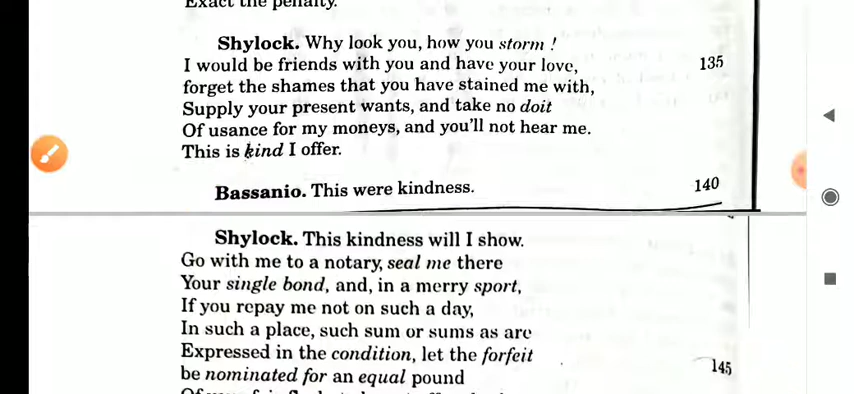 Exact the penalty.
Shylock. Why look you, how you storm !
I would be friends with you and have your love,
135
forget the shames that you have stained me with,
Supply your present wants, and take no doit
Of usance for my moneys, and you'll not hear me.
This is kind I offer.
Bassanio. This were kindness.
140
Shylock. This kindness will I show.
Go with me to a notary, seal me there
Your single bond, and, in a merry sport,
If you repay me not on such a day,
In such a place, such sum or sums as are
Expressed in the condition, let the forfeit
be nominated for an equal pound
145